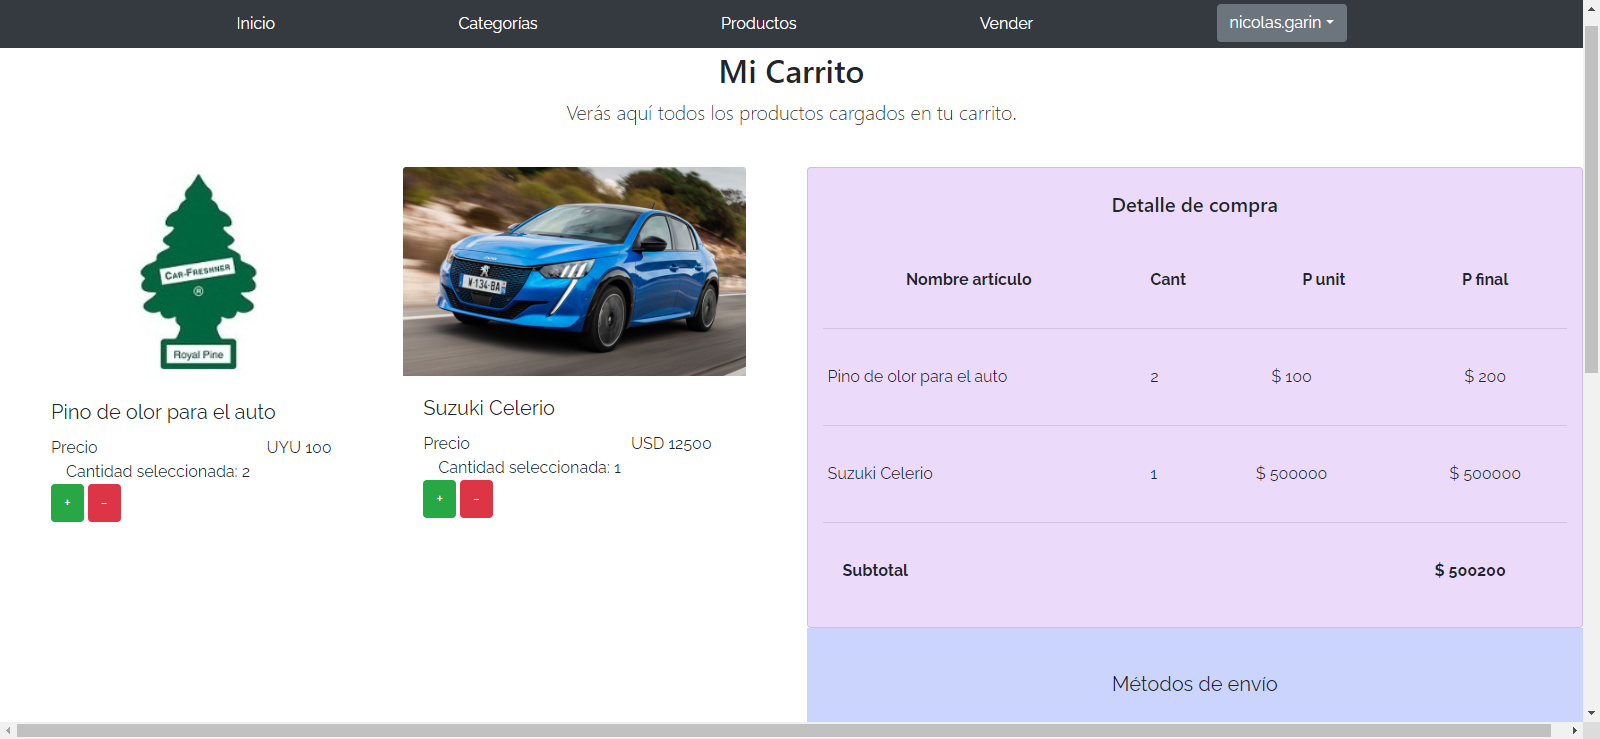 Inicio
Categorías
Productos
Vender
nicolas.garin
Mi Carrito
Verás aquí todos los productos cargados en tu carrito.
CAR-FRESHNER
®
Royal Pine
Pino de olor para el auto
Precio UYU 100
Cantidad seleccionada: 2
+ -
W-134-BA
Suzuki Celerio
Precio USD 12500
Cantidad seleccionada: 1
+ -
Detalle de compra
Nombre artículo Cant P unit P final
Pino de olor para el auto 2 $ 100 $ 200
Suzuki Celerio 1 $ 500000 $ 500000
Subtotal $ 500200
Métodos de envío